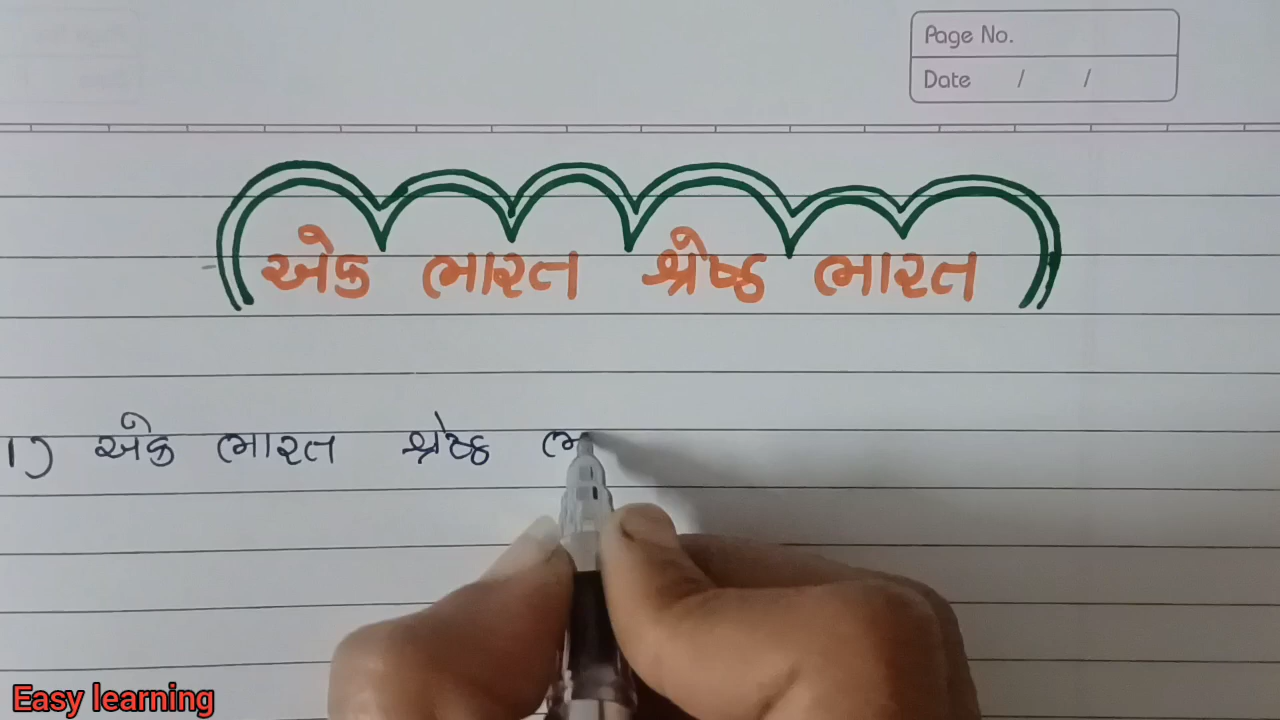 Page No.
Date / /
એક ભારત શ્રેષ્ઠ ભારત
1) એક ભારત શ્રેષ્ઠ ભ
Easy learning